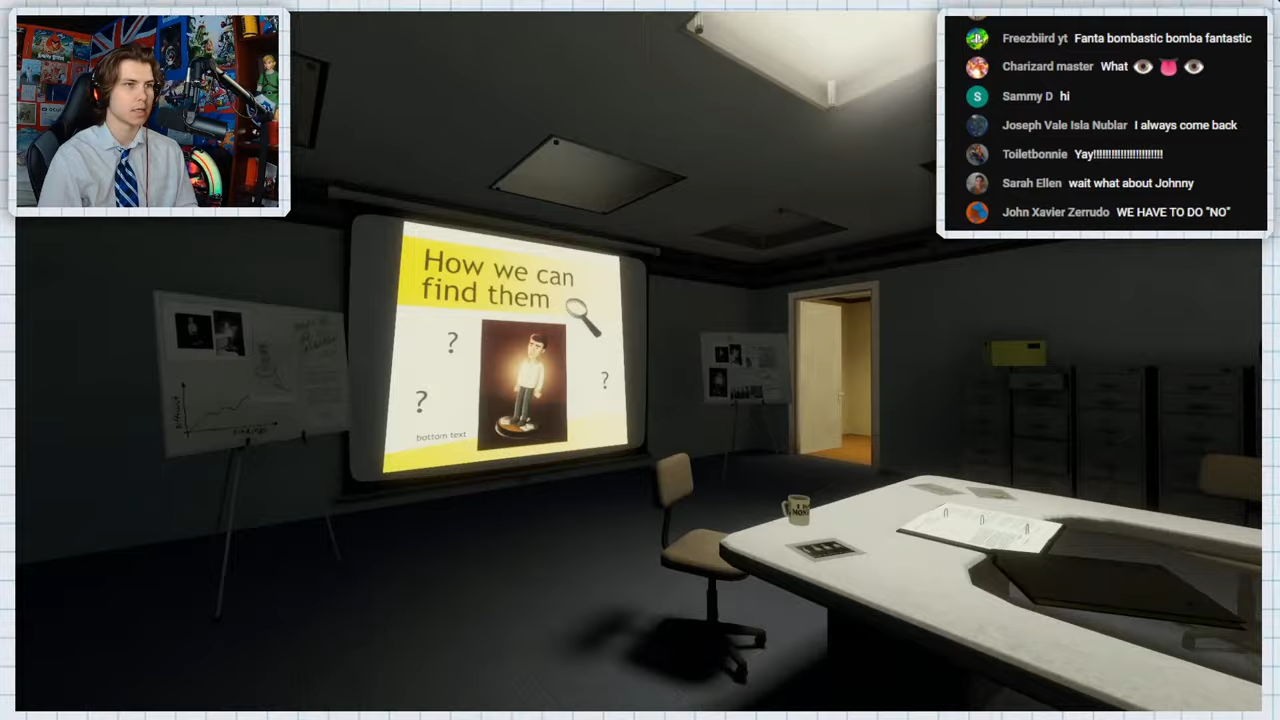 Freezbiird yt Fanta bombastic bomba fantastic
Charizard master What 👁️ 👅 👁️
S Sammy D hi
Joseph Vale Isla Nublar I always come back
Toiletbonnie Yay!!!!!!!!!!!!!!!!!!!!!!!
Sarah Ellen wait what about Johnny
John Xavier Zerrudo WE HAVE TO DO "NO"
How we can
find them
?
?
?
bottom text